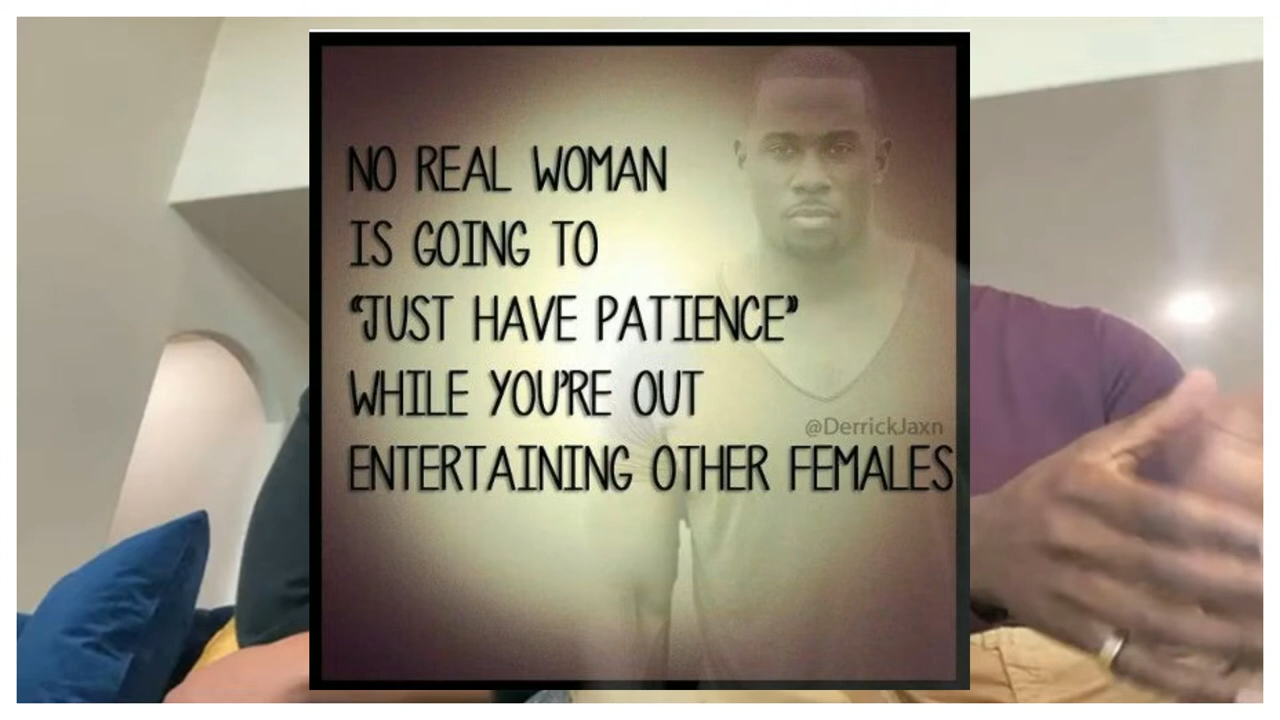 NO REAL WOMAN
IS GOING TO
“JUST HAVE PATIENCE”
WHILE YOU’RE OUT
@DerrickJaxn
ENTERTAINING OTHER FEMALES